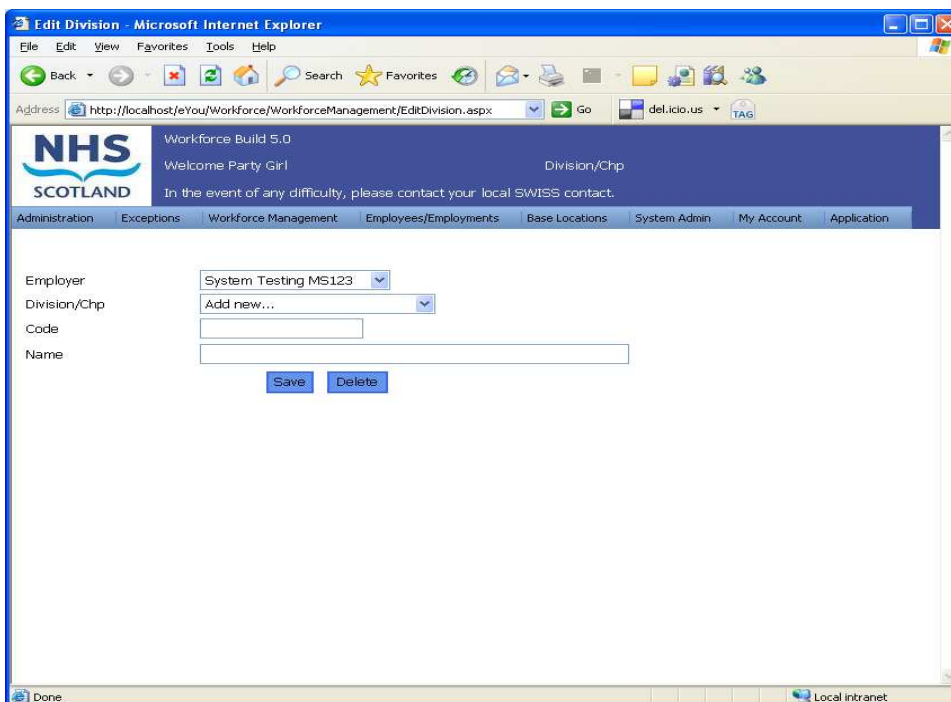 Edit Division - Microsoft Internet Explorer
File Edit View Favorites Tools Help
Back Search Favorites
Address http://localhost/eYou/Workforce/WorkforceManagement/EditDivision.aspx Go del.icio.us TAG
NHS
SCOTLAND
Workforce Build 5.0
Welcome Party Girl Division/Chp
In the event of any difficulty, please contact your local SWISS contact.
Administration Exceptions Workforce Management Employees/Employments Base Locations System Admin My Account Application
Employer System Testing MS123
Division/Chp Add new...
Code
Name
Save Delete
Done Local intranet